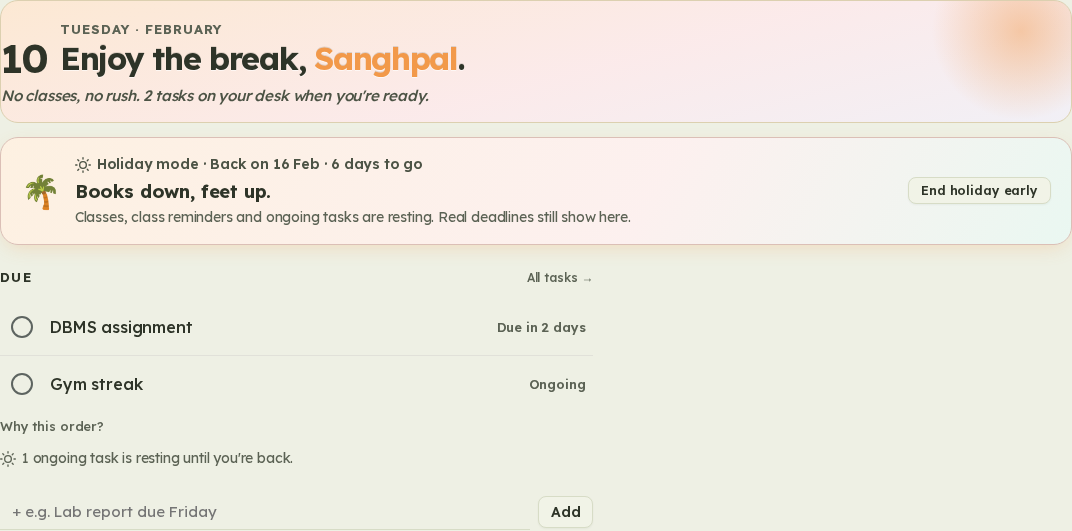 TUESDAY · FEBRUARY
10 Enjoy the break, Sanghpal.
No classes, no rush. 2 tasks on your desk when you're ready.
Holiday mode · Back on 16 Feb · 6 days to go
Books down, feet up.
Classes, class reminders and ongoing tasks are resting. Real deadlines still show here.
End holiday early
DUE
All tasks →
DBMS assignment
Due in 2 days
Gym streak
Ongoing
Why this order?
1 ongoing task is resting until you're back.
+ e.g. Lab report due Friday
Add